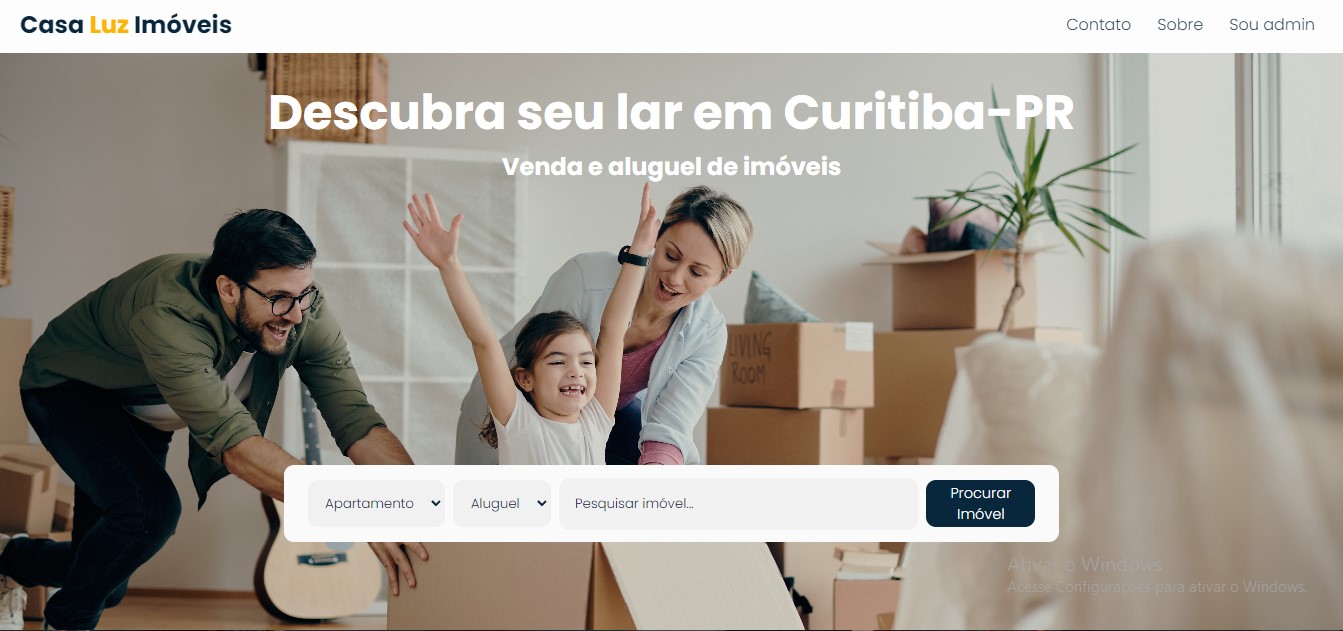 Casa Luz Imóveis
Contato
Sobre
Sou admin
Descubra seu lar em Curitiba-PR
Venda e aluguel de imóveis
LIVING
ROOM
Apartamento
Aluguel
Pesquisar imóvel...
Procurar
Imóvel
Ativar o Windows
Acesse Configurações para ativar o Windows.